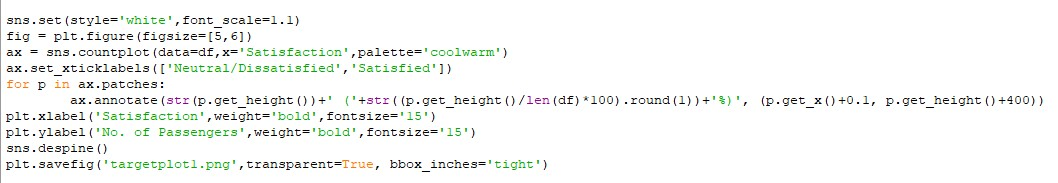 sns.set(style='white',font_scale=1.1)
fig = plt.figure(figsize=[5,6])
ax = sns.countplot(data=df,x='Satisfaction',palette='coolwarm')
ax.set_xticklabels(['Neutral/Dissatisfied','Satisfied'])
for p in ax.patches:
        ax.annotate(str(p.get_height())+' ('+str((p.get_height()/len(df)*100).round(1))+'%)', (p.get_x()+0.1, p.get_height()+400))
plt.xlabel('Satisfaction',weight='bold',fontsize='15')
plt.ylabel('No. of Passengers',weight='bold',fontsize='15')
sns.despine()
plt.savefig('targetplot1.png',transparent=True, bbox_inches='tight')